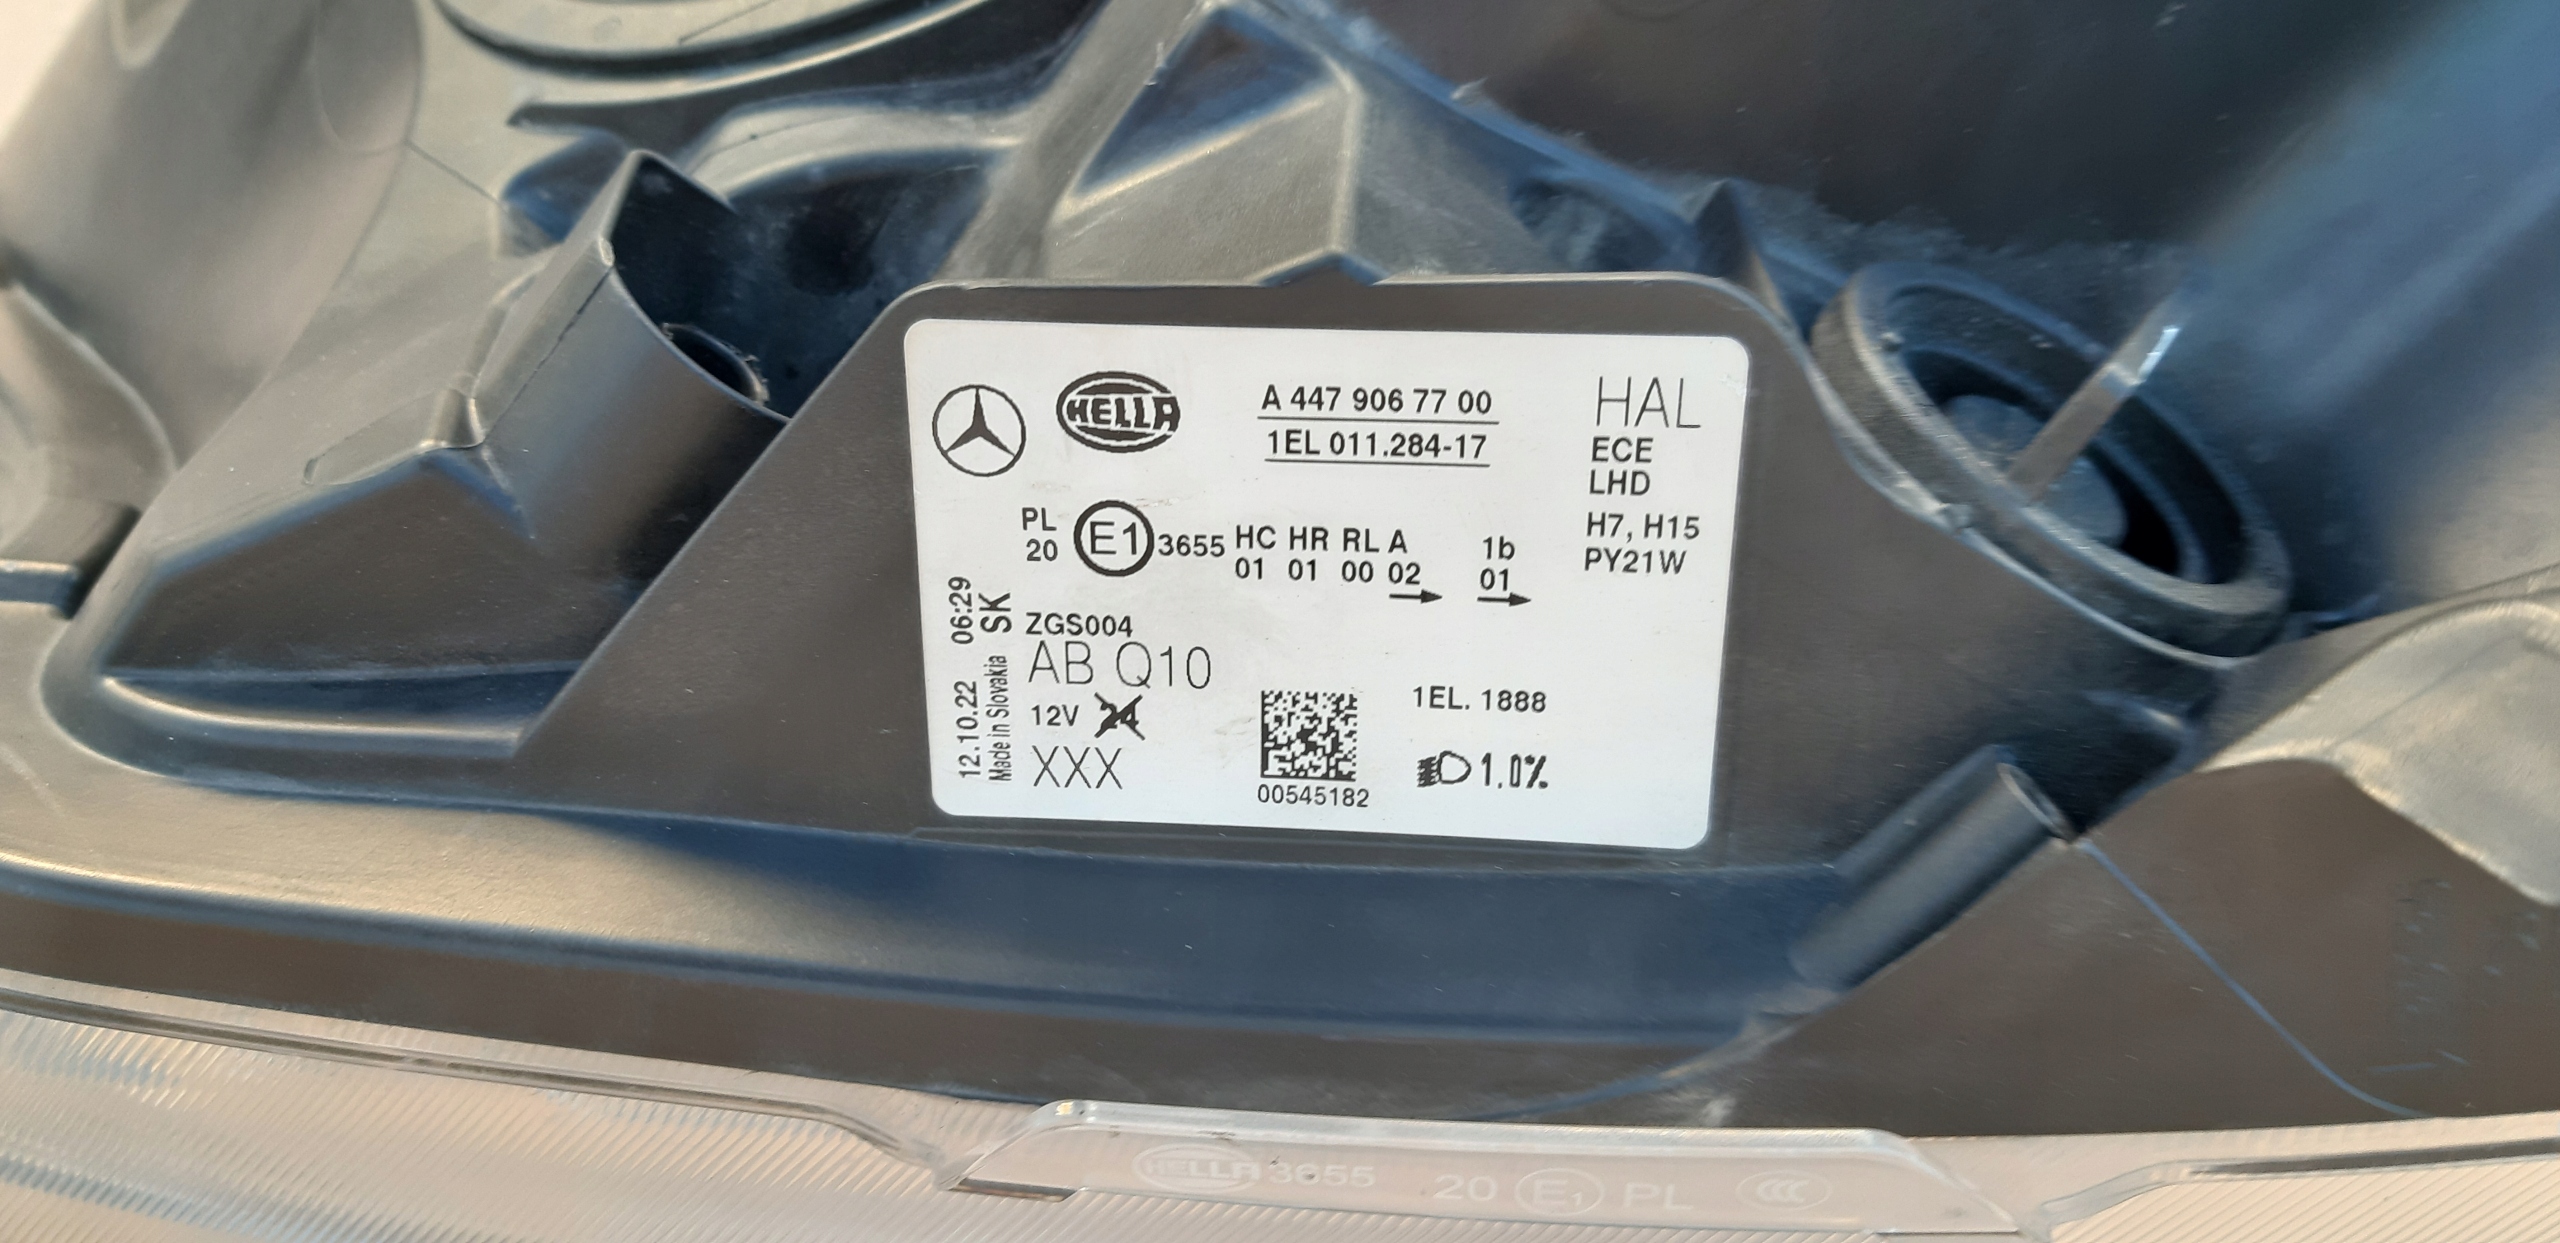 HELLA
A 447 906 77 00
1EL 011.284-17
HAL
ECE
LHD
H7, H15
PY21W
PL
20
E1
3655
HC HR RL A
01 01 00 02
1b
01
12.10.22 06:29
Made in Slovakia SK
ZGS004
AB Q10
12V 24
XXX
00545182
1EL. 1888
1.0%
HELLA 3655 20 E1 PL CCC